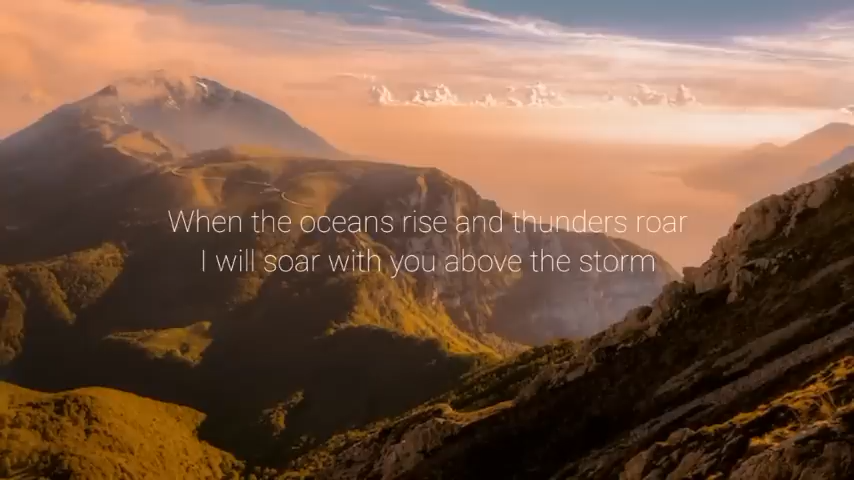 When the oceans rise and thunders roar
I will soar with you above the storm